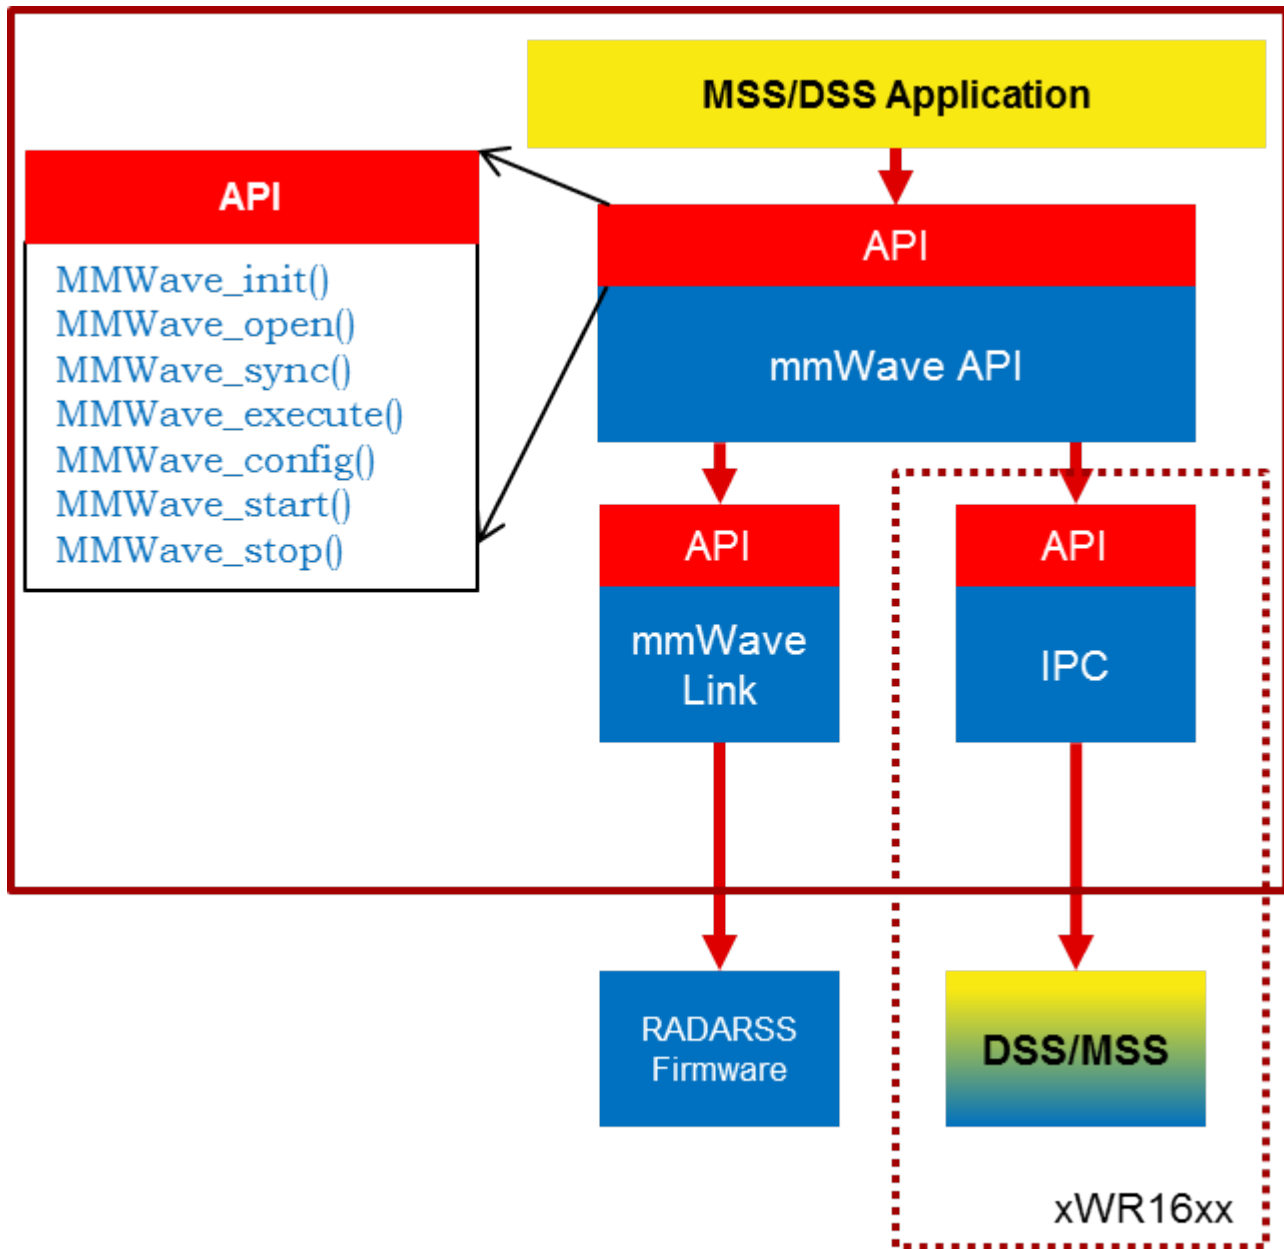 MSS/DSS Application
API
MMWave_init()
MMWave_open()
MMWave_sync()
MMWave_execute()
MMWave_config()
MMWave_start()
MMWave_stop()
API
mmWave API
API
mmWave
Link
API
IPC
RADARSS
Firmware
DSS/MSS
xWR16xx